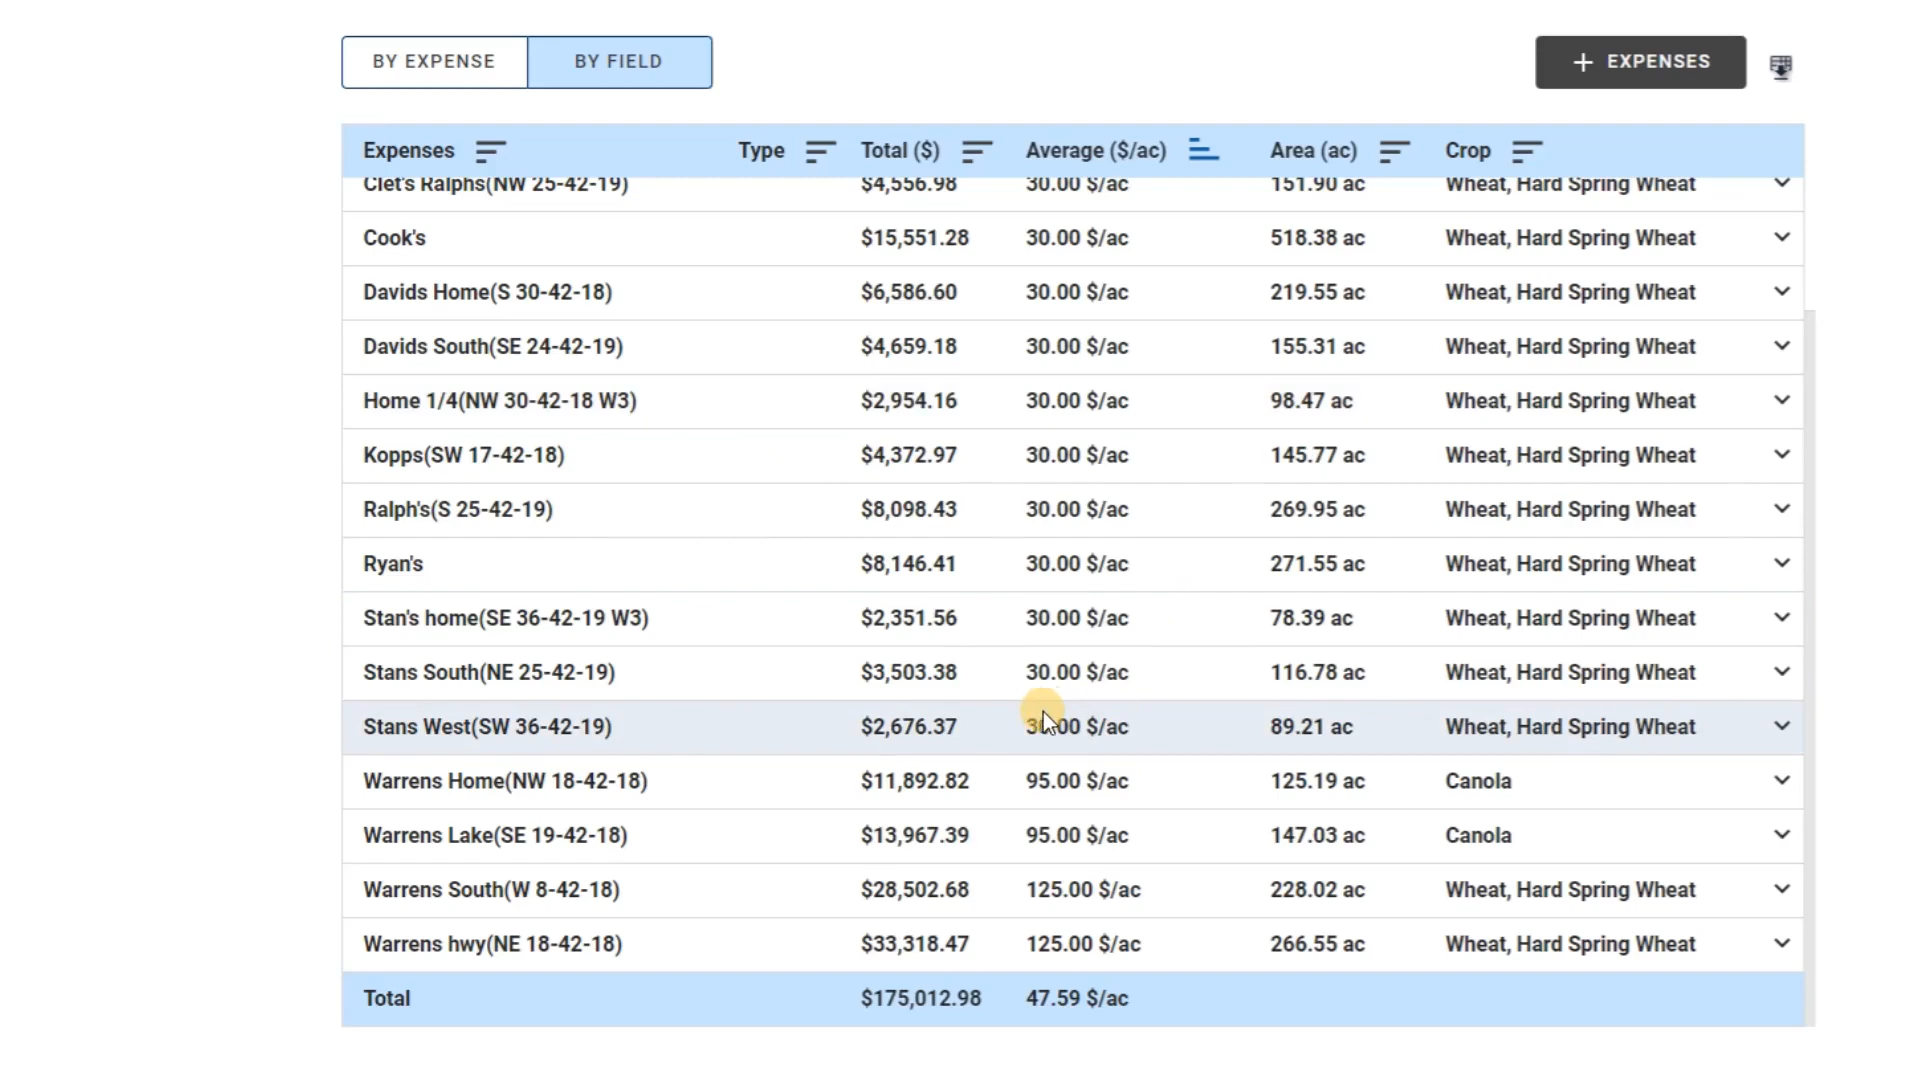 BY EXPENSE BY FIELD + EXPENSES
Expenses Type Total ($) Average ($/ac) Area (ac) Crop
Clet's Ralphs(NW 25-42-19) $4,556.98 30.00 $/ac 151.90 ac Wheat, Hard Spring Wheat
Cook's $15,551.28 30.00 $/ac 518.38 ac Wheat, Hard Spring Wheat
Davids Home(S 30-42-18) $6,586.60 30.00 $/ac 219.55 ac Wheat, Hard Spring Wheat
Davids South(SE 24-42-19) $4,659.18 30.00 $/ac 155.31 ac Wheat, Hard Spring Wheat
Home 1/4(NW 30-42-18 W3) $2,954.16 30.00 $/ac 98.47 ac Wheat, Hard Spring Wheat
Kopps(SW 17-42-18) $4,372.97 30.00 $/ac 145.77 ac Wheat, Hard Spring Wheat
Ralph's(S 25-42-19) $8,098.43 30.00 $/ac 269.95 ac Wheat, Hard Spring Wheat
Ryan's $8,146.41 30.00 $/ac 271.55 ac Wheat, Hard Spring Wheat
Stan's home(SE 36-42-19 W3) $2,351.56 30.00 $/ac 78.39 ac Wheat, Hard Spring Wheat
Stans South(NE 25-42-19) $3,503.38 30.00 $/ac 116.78 ac Wheat, Hard Spring Wheat
Stans West(SW 36-42-19) $2,676.37 30.00 $/ac 89.21 ac Wheat, Hard Spring Wheat
Warrens Home(NW 18-42-18) $11,892.82 95.00 $/ac 125.19 ac Canola
Warrens Lake(SE 19-42-18) $13,967.39 95.00 $/ac 147.03 ac Canola
Warrens South(W 8-42-18) $28,502.68 125.00 $/ac 228.02 ac Wheat, Hard Spring Wheat
Warrens hwy(NE 18-42-18) $33,318.47 125.00 $/ac 266.55 ac Wheat, Hard Spring Wheat
Total $175,012.98 47.59 $/ac